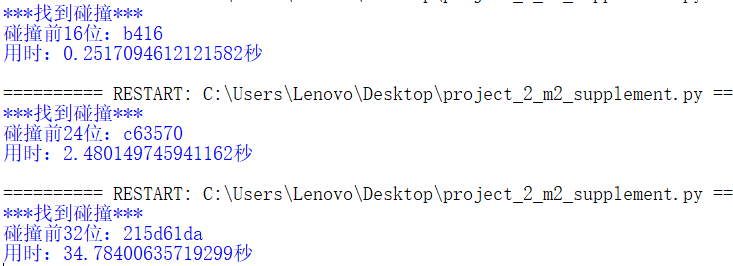 ***找到碰撞***
碰撞前16位：b416
用时：0.2517094612121582秒
========== RESTART: C:\Users\Lenovo\Desktop\project_2_m2_supplement.py ==
***找到碰撞***
碰撞前24位：c63570
用时：2.480149745941162秒
========== RESTART: C:\Users\Lenovo\Desktop\project_2_m2_supplement.py ==
***找到碰撞***
碰撞前32位：215d61da
用时：34.78400635719299秒